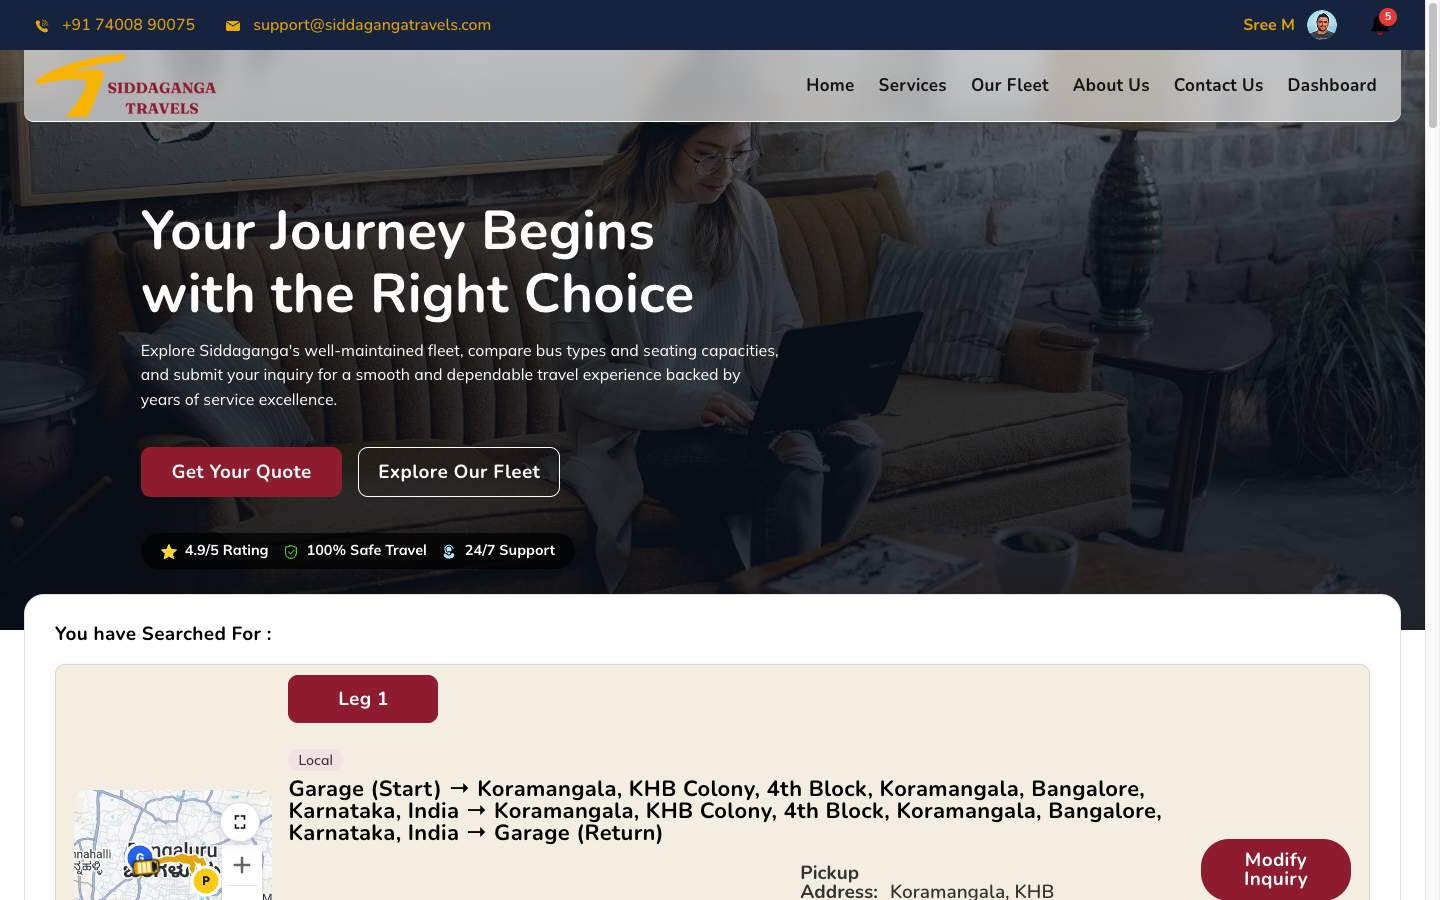 +91 74008 90075
support@siddagangatravels.com
Sree M
5
SIDDAGANGA
TRAVELS
Home
Services
Our Fleet
About Us
Contact Us
Dashboard
Your Journey Begins
with the Right Choice
Explore Siddaganga's well-maintained fleet, compare bus types and seating capacities,
and submit your inquiry for a smooth and dependable travel experience backed by
years of service excellence.
Get Your Quote
Explore Our Fleet
4.9/5 Rating
100% Safe Travel
24/7 Support
You have Searched For :
Leg 1
Local
Garage (Start) → Koramangala, KHB Colony, 4th Block, Koramangala, Bangalore,
Karnataka, India → Koramangala, KHB Colony, 4th Block, Koramangala, Bangalore,
Karnataka, India → Garage (Return)
Pickup
Address: Koramangala, KHB
Modify
Inquiry
Bengaluru
G
P